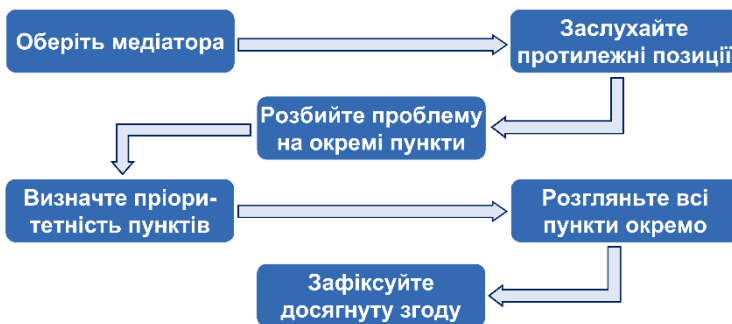 Оберіть медіатора
Заслухайте
протилежні позиції
Розбийте проблему
на окремі пункти
Визначте пріори-
тетність пунктів
Розгляньте всі
пункти окремо
Зафіксуйте
досягнуту згоду